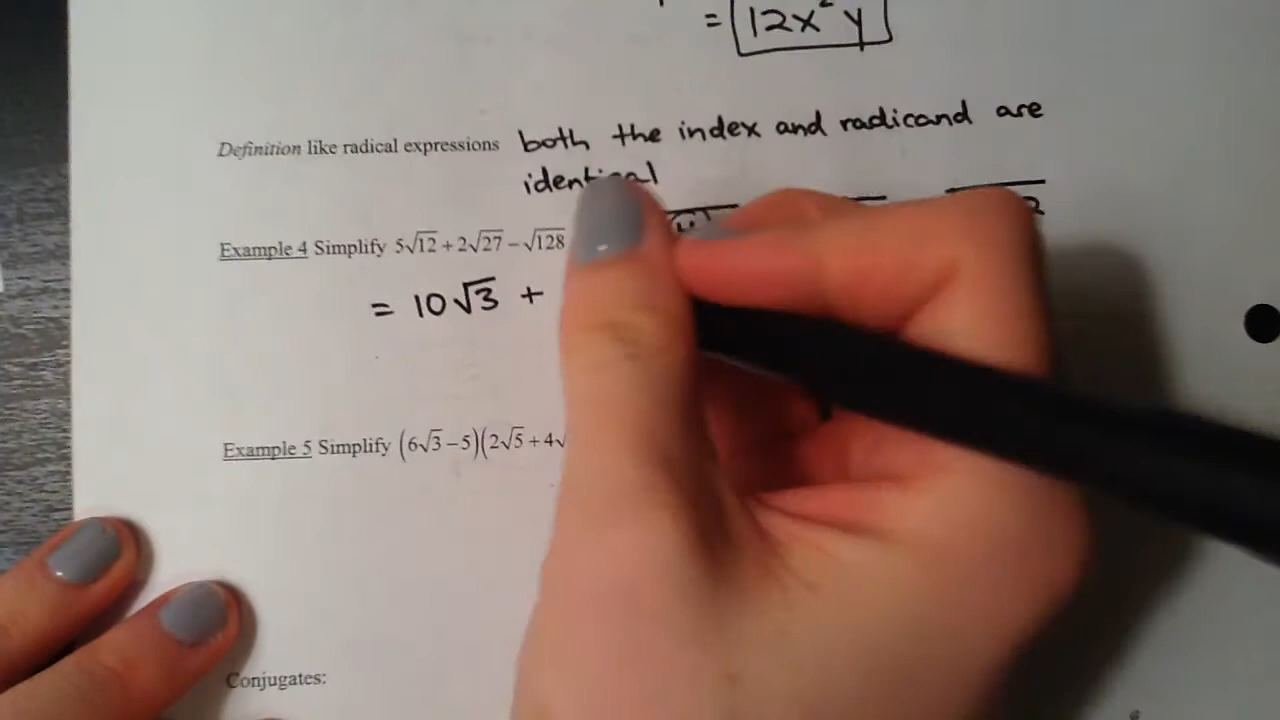 = 12x²y
Definition like radical expressions both the index and radicand are
identical
Example 4 Simplify 5√12 + 2√27 − √128
= 10√3 +
Example 5 Simplify (6√3 − 5)(2√5 + 4√
Conjugates: